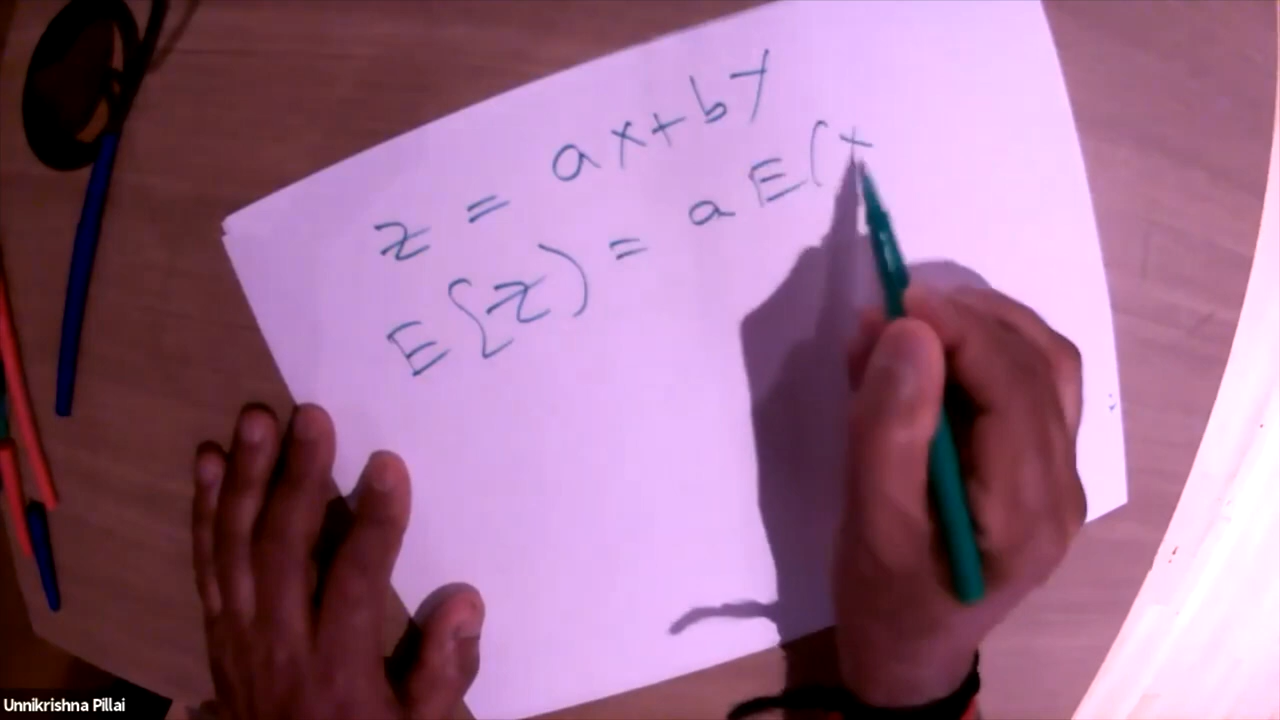 z = ax+by
E(z) = a E(x
Unnikrishna Pillai